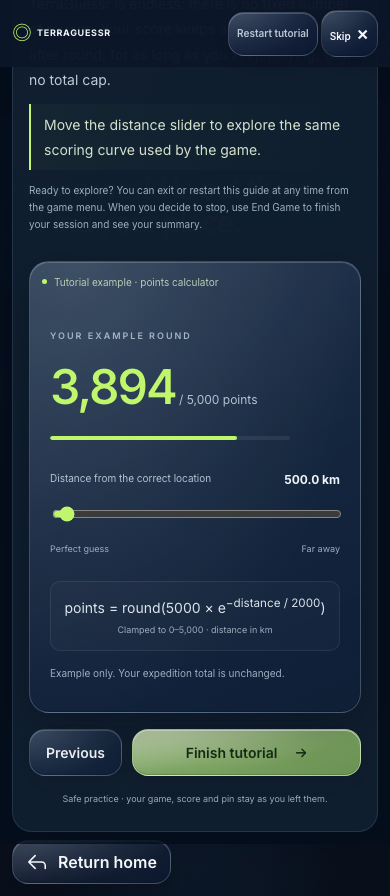 TERRAGUESSR
Restart tutorial
Skip ✕
no total cap.
Move the distance slider to explore the same
scoring curve used by the game.
Ready to explore? You can exit or restart this guide at any time from
the game menu. When you decide to stop, use End Game to finish
your session and see your summary.
Tutorial example · points calculator
YOUR EXAMPLE ROUND
3,894 / 5,000 points
Distance from the correct location 500.0 km
Perfect guess Far away
points = round(5000 × e−distance / 2000)
Clamped to 0–5,000 · distance in km
Example only. Your expedition total is unchanged.
Previous
Finish tutorial →
Safe practice · your game, score and pin stay as you left them.
Return home